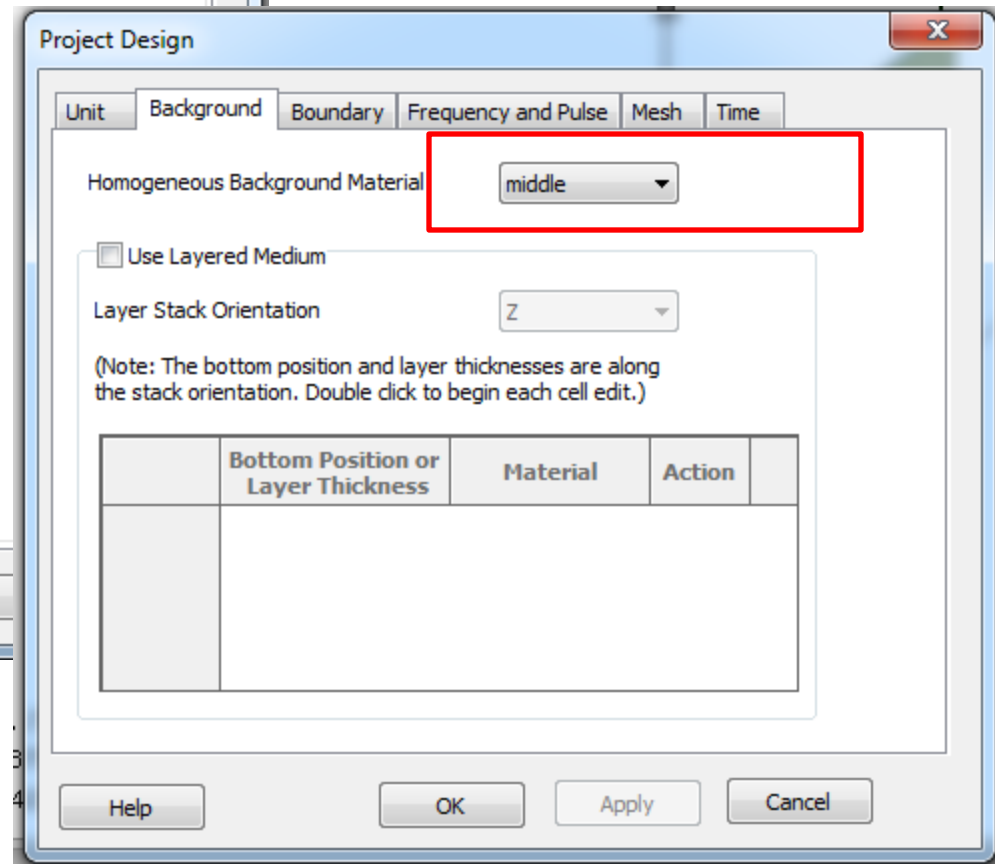 Project Design
Unit Background Boundary Frequency and Pulse Mesh Time
Homogeneous Background Material middle
Use Layered Medium
Layer Stack Orientation Z
(Note: The bottom position and layer thicknesses are along
the stack orientation. Double click to begin each cell edit.)
Bottom Position or
Layer Thickness
Material
Action
3
4
Help OK Apply Cancel